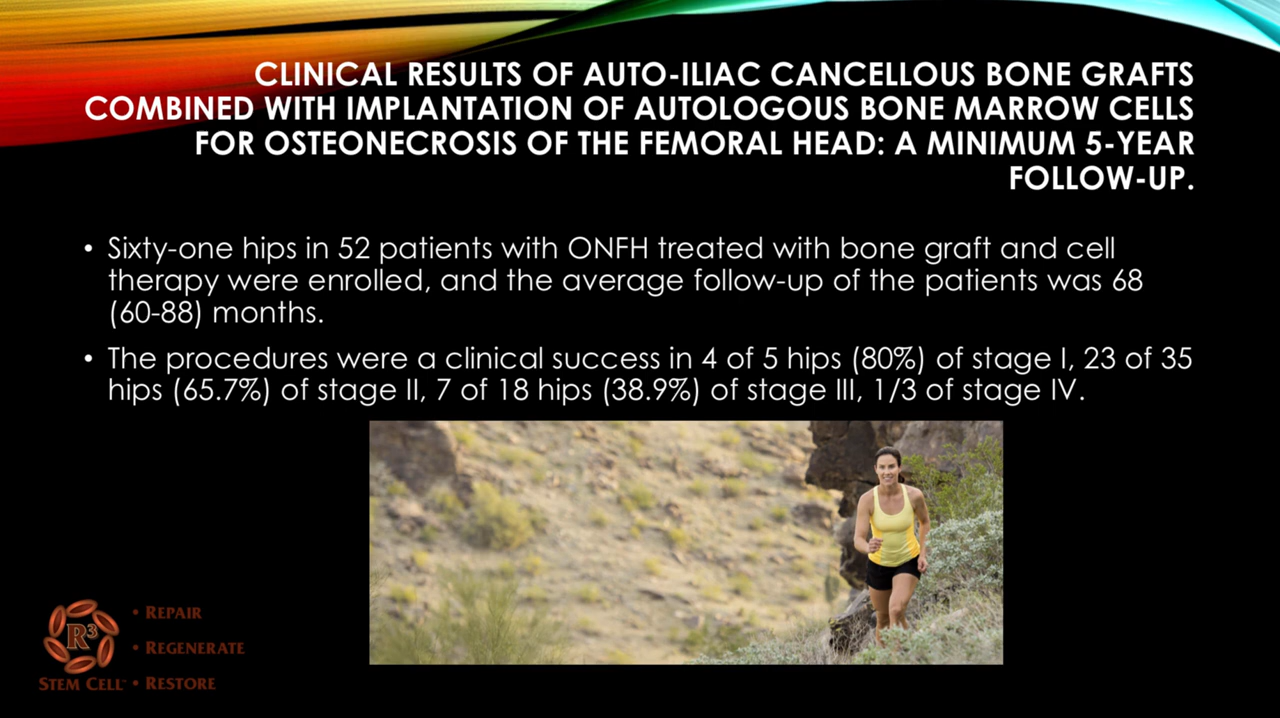 CLINICAL RESULTS OF AUTO-ILIAC CANCELLOUS BONE GRAFTS
COMBINED WITH IMPLANTATION OF AUTOLOGOUS BONE MARROW CELLS
FOR OSTEONECROSIS OF THE FEMORAL HEAD: A MINIMUM 5-YEAR
FOLLOW-UP.
• Sixty-one hips in 52 patients with ONFH treated with bone graft and cell
therapy were enrolled, and the average follow-up of the patients was 68
(60-88) months.
• The procedures were a clinical success in 4 of 5 hips (80%) of stage I, 23 of 35
hips (65.7%) of stage II, 7 of 18 hips (38.9%) of stage III, 1/3 of stage IV.
R³
STEM CELL™
• REPAIR
• REGENERATE
• RESTORE